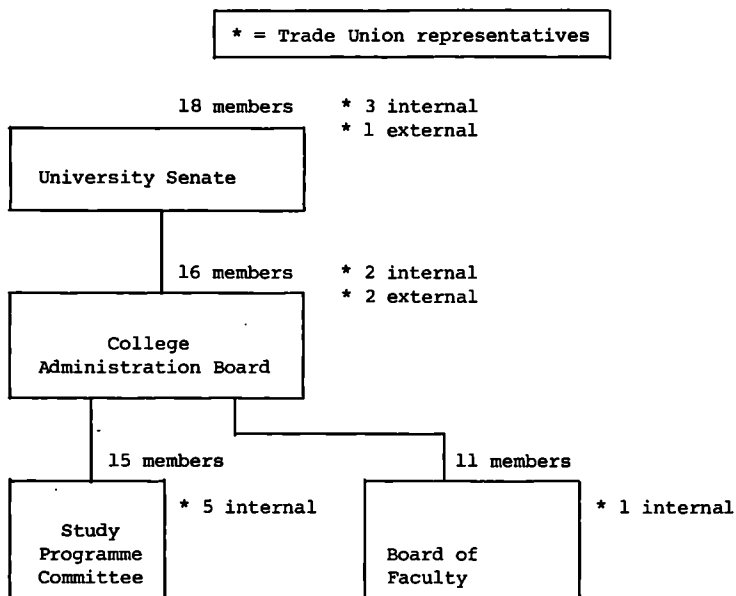 * = Trade Union representatives
18 members * 3 internal
* 1 external
University Senate
16 members * 2 internal
* 2 external
College
Administration Board
15 members
* 5 internal
Study
Programme
Committee
11 members
* 1 internal
Board of
Faculty